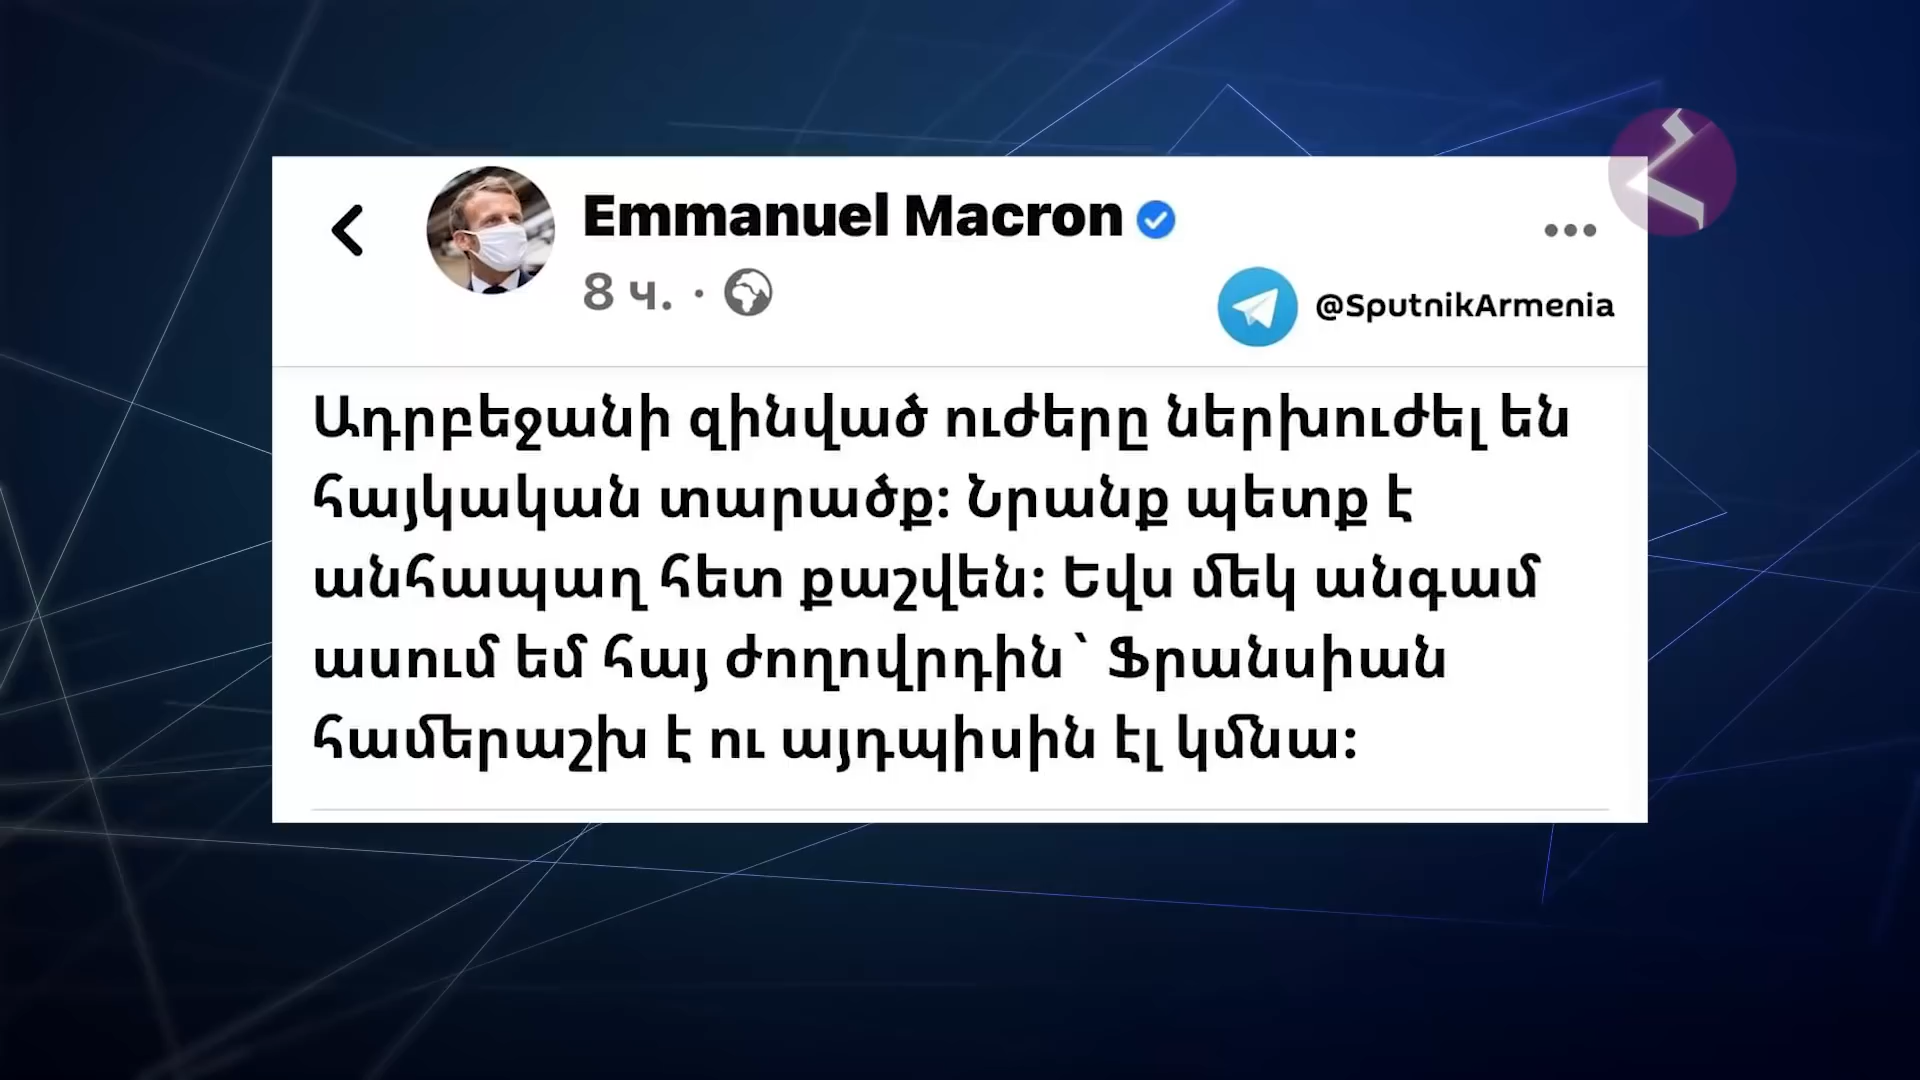 Emmanuel Macron
8 ч. ·
@SputnikArmenia
Ադրբեջանի զինված ուժերը ներխուժել են
հայկական տարածք։ Նրանք պետք է
անհապաղ հետ քաշվեն։ Եվս մեկ անգամ
ասում եմ հայ ժողովրդին՝ Ֆրանսիան
համերաշխ է ու այդպիսին էլ կմնա։